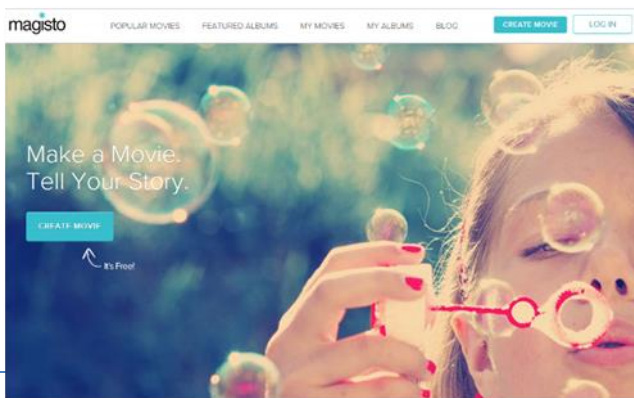 magisto
POPULAR MOVIES FEATURED ALBUMS MY MOVIES MY ALBUMS BLOG CREATE MOVIE LOG IN
Make a Movie.
Tell Your Story.
CREATE MOVIE
It's Free!